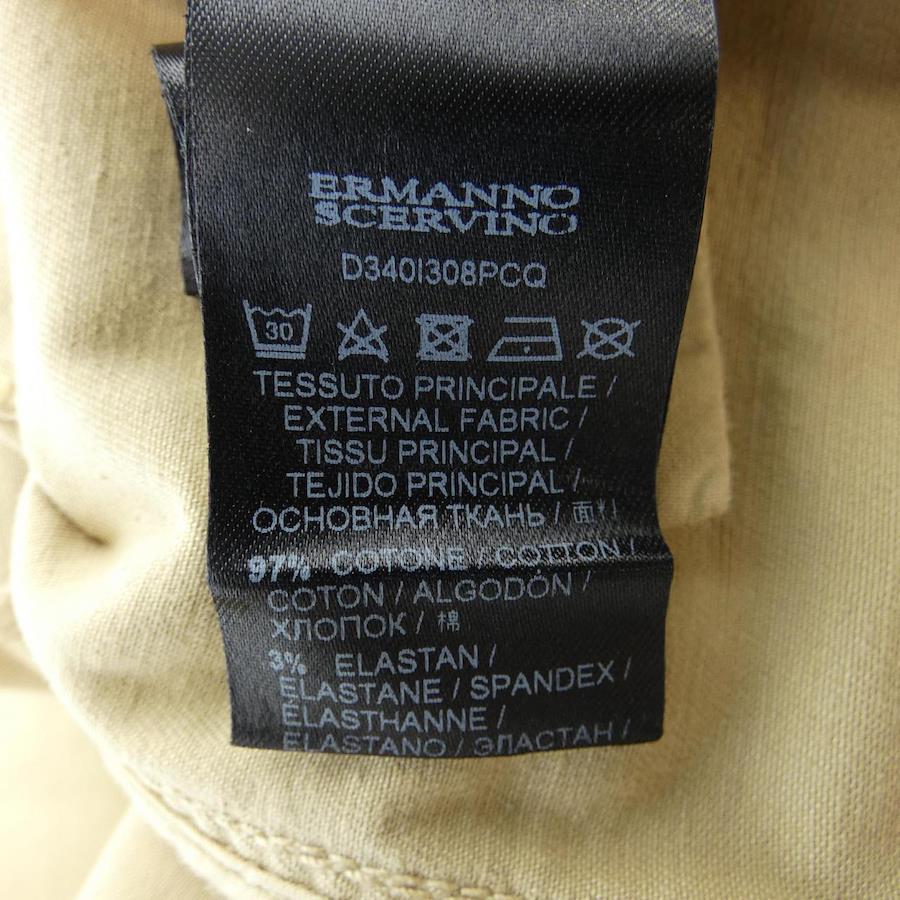 ERMANNO
SCERVINO
D340I308PCQ
30
TESSUTO PRINCIPALE /
EXTERNAL FABRIC /
TISSU PRINCIPAL /
TEJIDO PRINCIPAL /
ОСНОВНАЯ ТКАНЬ / 面料
97% COTONE / COTTON /
COTON / ALGODÓN /
ХЛОПОК / 棉
3% ELASTAN /
ÉLASTANE / SPANDEX /
ÉLASTHANNE /
ELASTANO / ЭЛАСТАН /